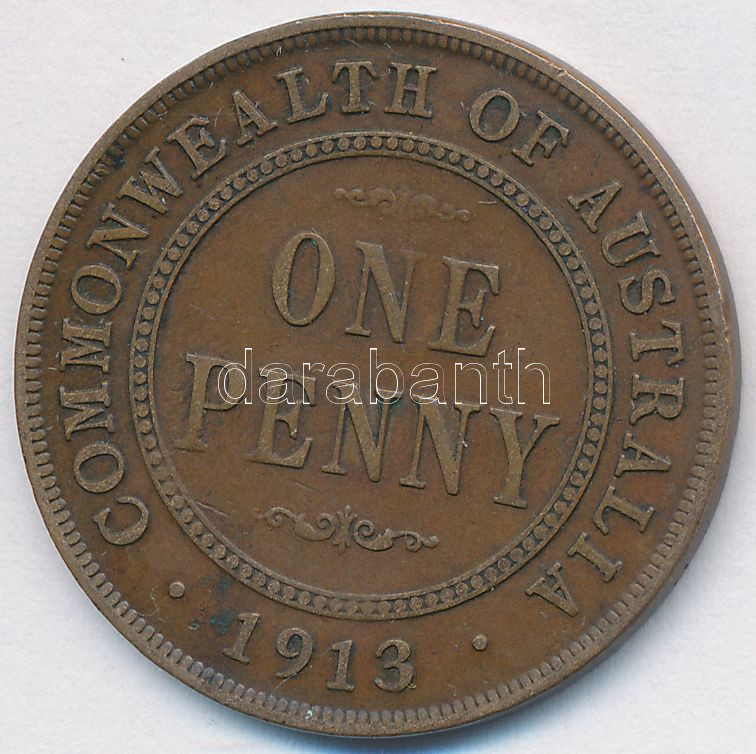 COMMONWEALTH OF AUSTRALIA
ONE
PENNY
· 1913 ·
darabanth